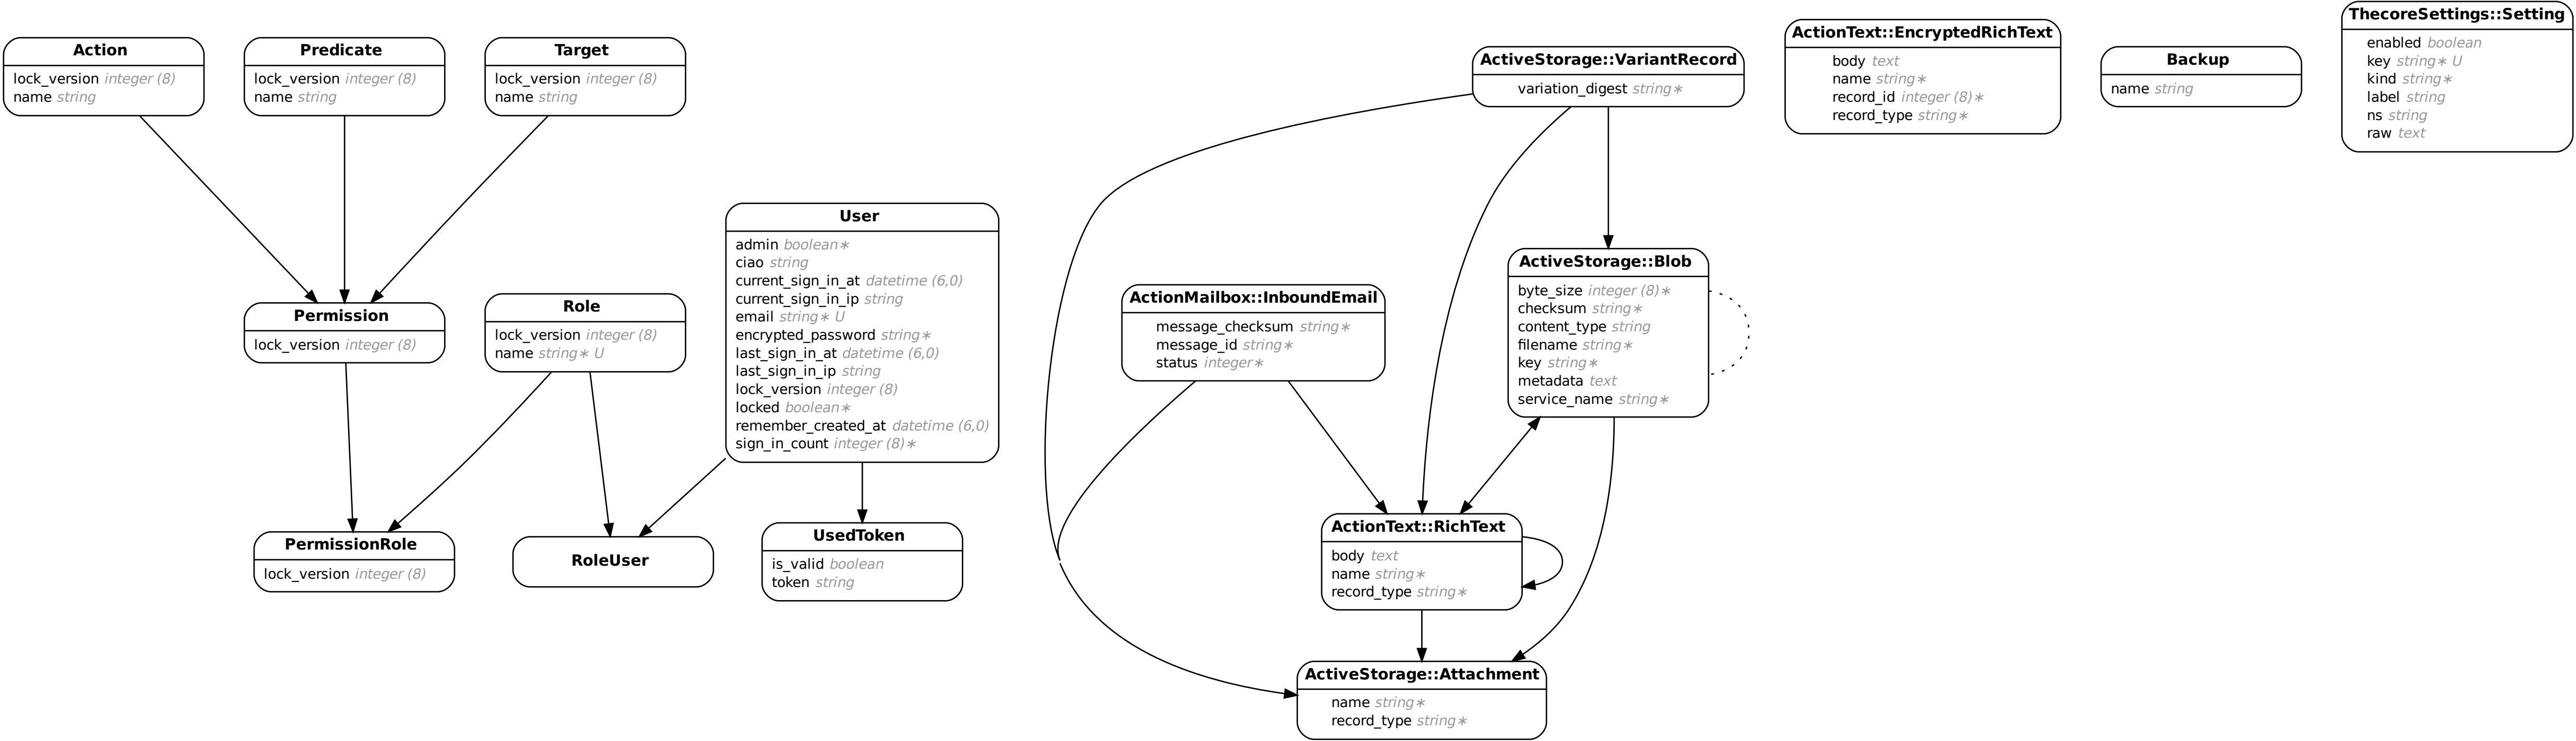 Action
lock_version integer (8)
name string
Predicate
lock_version integer (8)
name string
Target
lock_version integer (8)
name string
Permission
lock_version integer (8)
Role
lock_version integer (8)
name string∗ U
User
admin boolean∗
ciao string
current_sign_in_at datetime (6,0)
current_sign_in_ip string
email string∗ U
encrypted_password string∗
last_sign_in_at datetime (6,0)
last_sign_in_ip string
lock_version integer (8)
locked boolean∗
remember_created_at datetime (6,0)
sign_in_count integer (8)∗
PermissionRole
lock_version integer (8)
RoleUser
UsedToken
is_valid boolean
token string
ActiveStorage::VariantRecord
variation_digest string∗
ActionMailbox::InboundEmail
message_checksum string∗
message_id string∗
status integer∗
ActiveStorage::Blob
byte_size integer (8)∗
checksum string∗
content_type string
filename string∗
key string∗
metadata text
service_name string∗
ActionText::RichText
body text
name string∗
record_type string∗
ActiveStorage::Attachment
name string∗
record_type string∗
ActionText::EncryptedRichText
body text
name string∗
record_id integer (8)∗
record_type string∗
Backup
name string
ThecoreSettings::Setting
enabled boolean
key string∗ U
kind string∗
label string
ns string
raw text